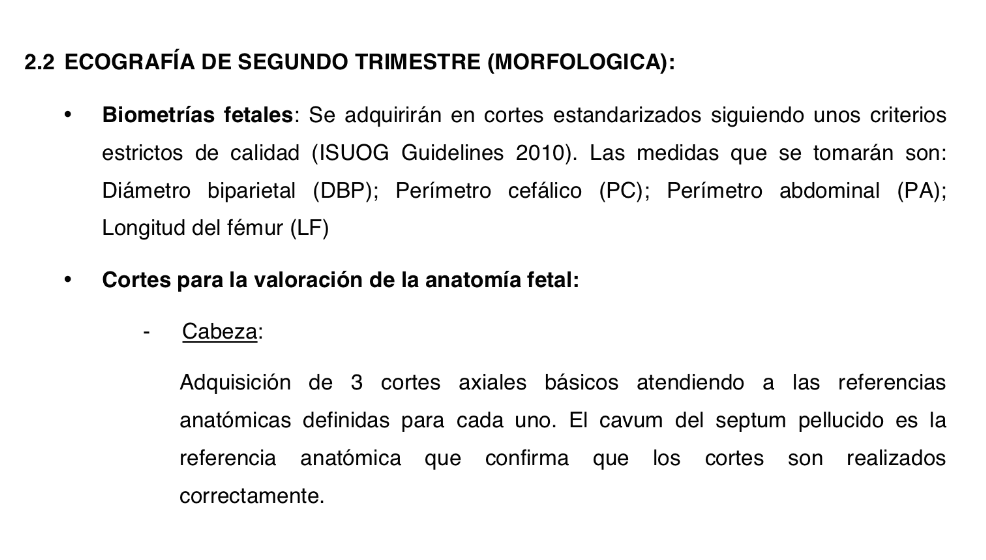 2.2 ECOGRAFÍA DE SEGUNDO TRIMESTRE (MORFOLOGICA):
• Biometrías fetales: Se adquirirán en cortes estandarizados siguiendo unos criterios
estrictos de calidad (ISUOG Guidelines 2010). Las medidas que se tomarán son:
Diámetro biparietal (DBP); Perímetro cefálico (PC); Perímetro abdominal (PA);
Longitud del fémur (LF)
• Cortes para la valoración de la anatomía fetal:
- Cabeza:
Adquisición de 3 cortes axiales básicos atendiendo a las referencias
anatómicas definidas para cada uno. El cavum del septum pellucido es la
referencia anatómica que confirma que los cortes son realizados
correctamente.